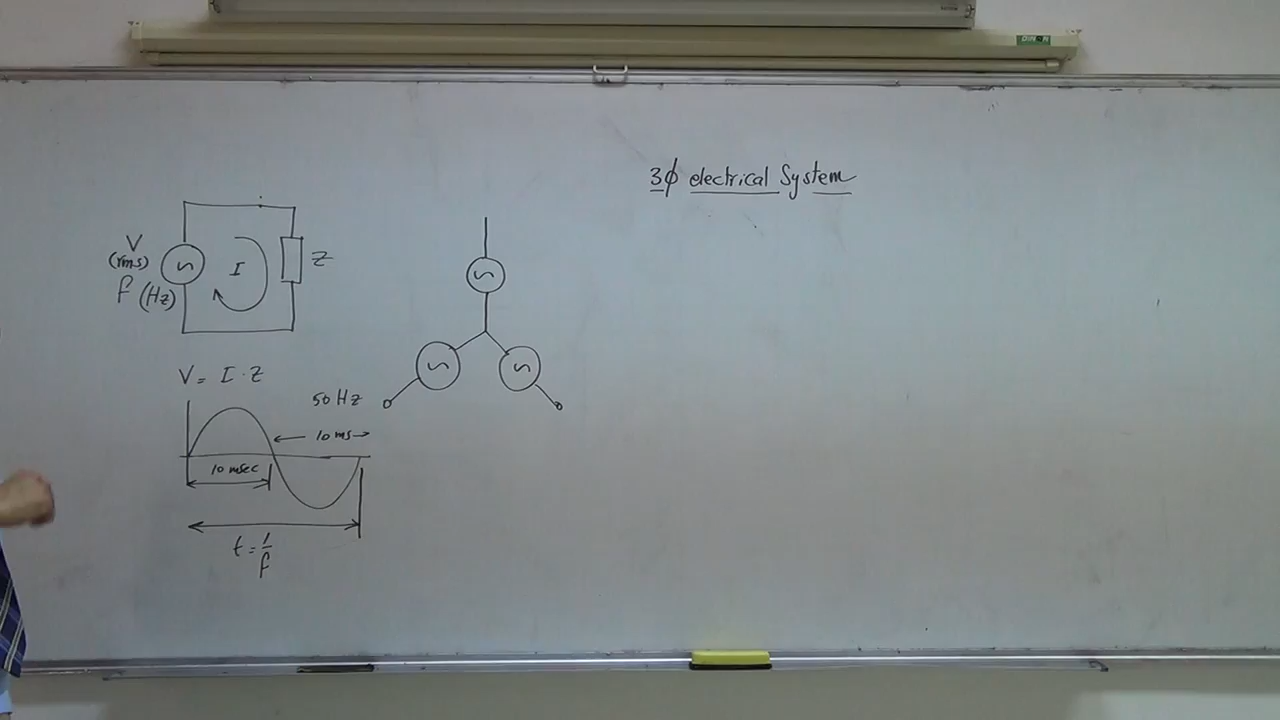 3ϕ electrical System
V
(rms)
f (Hz)
I
Z
V = I · Z
50 Hz
10 ms
10 msec
t = 1/f